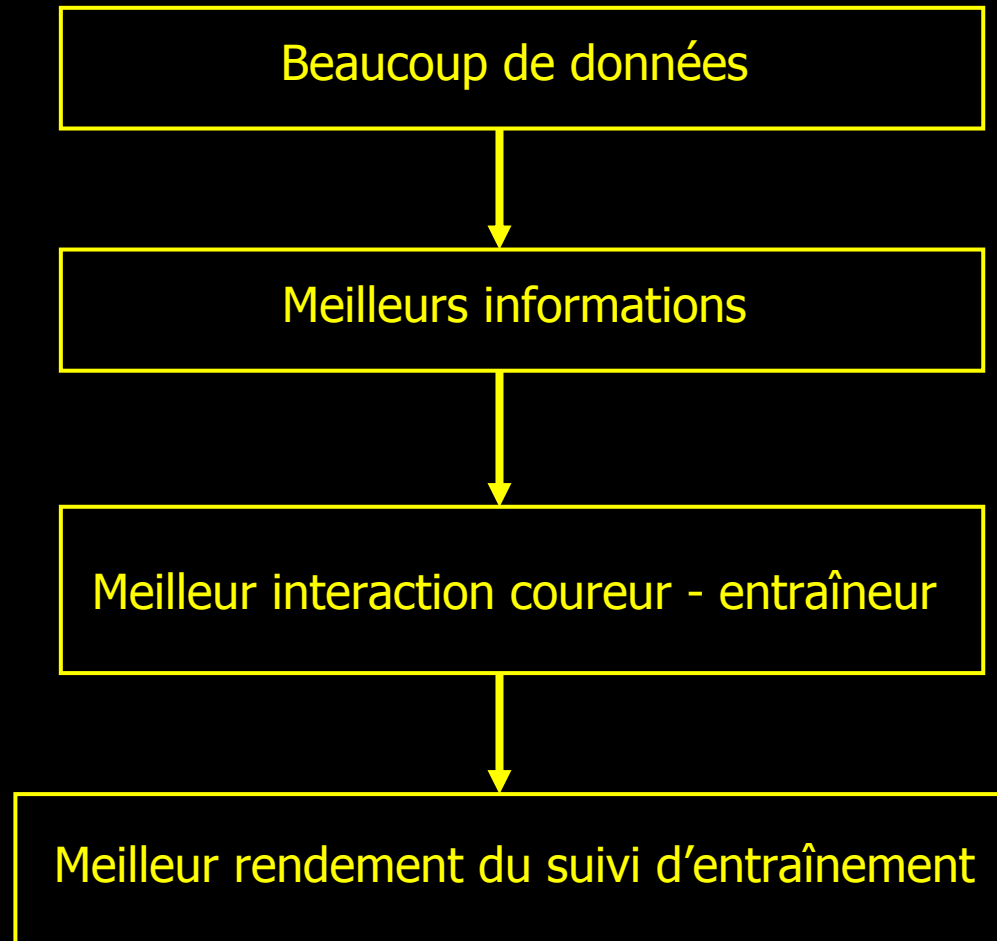 Beaucoup de données
Meilleurs informations
Meilleur interaction coureur - entraîneur
Meilleur rendement du suivi d’entraînement